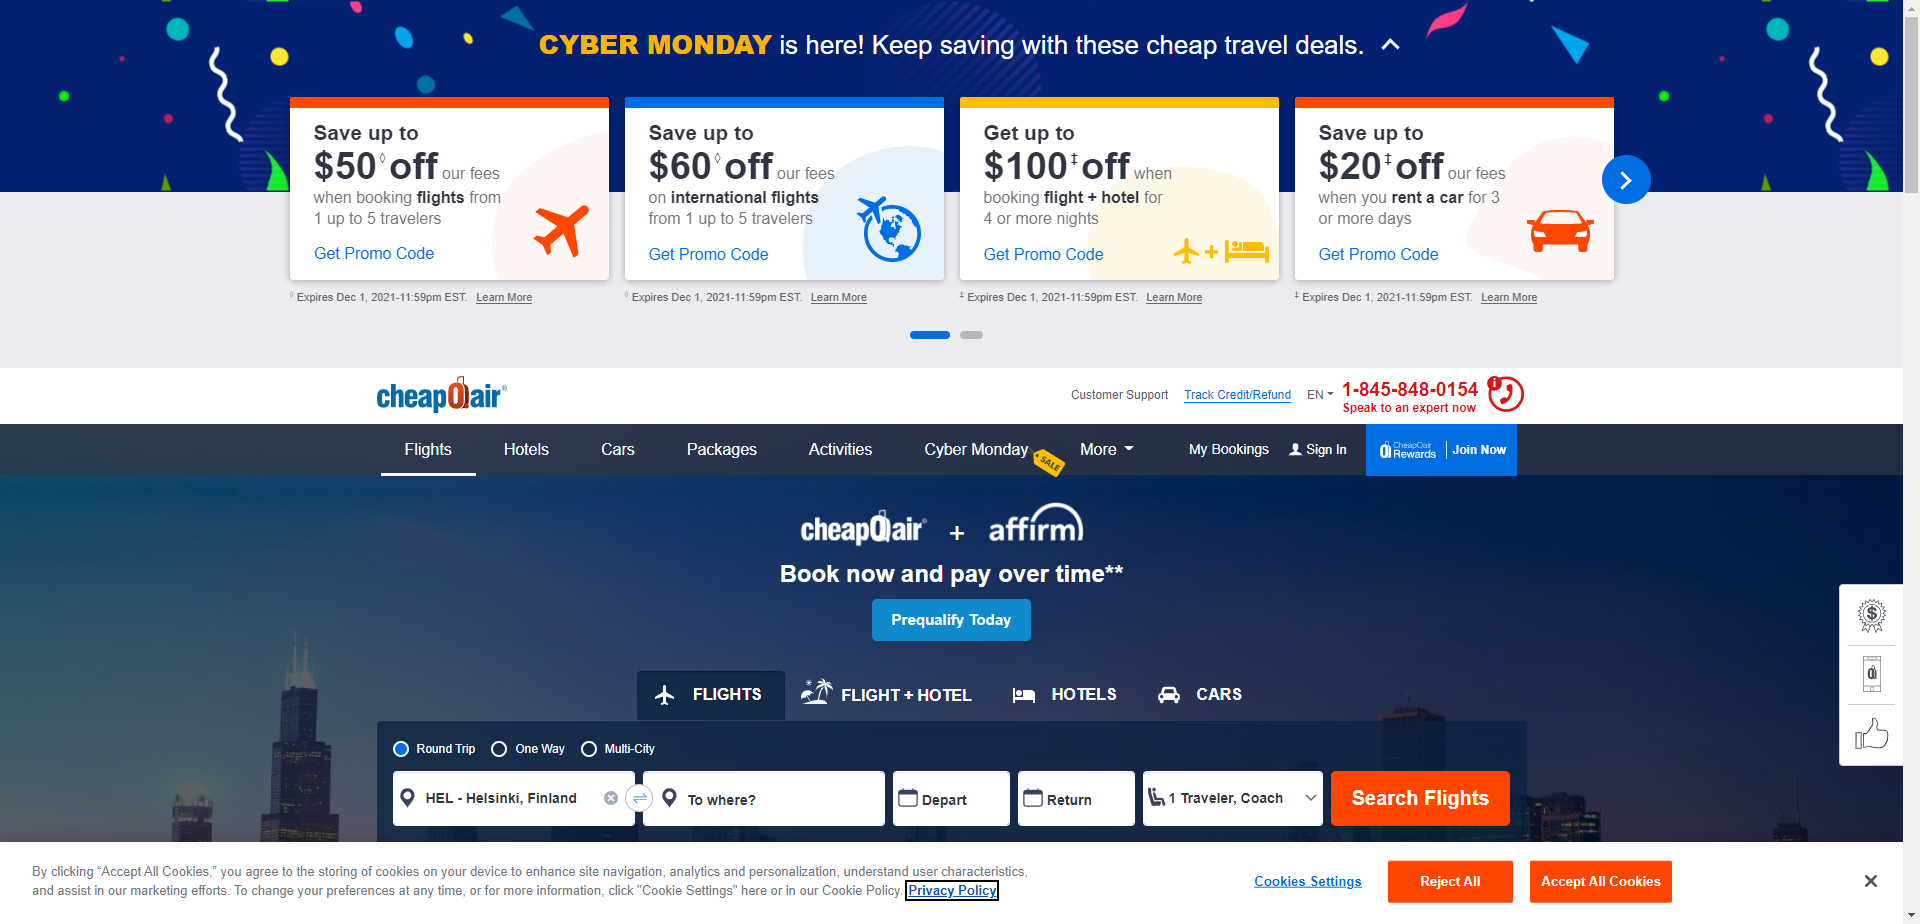 CYBER MONDAY is here! Keep saving with these cheap travel deals.
Save up to
$50◊ off our fees
when booking flights from
1 up to 5 travelers
Get Promo Code
Save up to
$60◊ off our fees
on international flights
from 1 up to 5 travelers
Get Promo Code
Get up to
$100‡ off when
booking flight + hotel for
4 or more nights
Get Promo Code
Save up to
$20‡ off our fees
when you rent a car for 3
or more days
Get Promo Code
◊ Expires Dec 1, 2021-11:59pm EST. Learn More
◊ Expires Dec 1, 2021-11:59pm EST. Learn More
‡ Expires Dec 1, 2021-11:59pm EST. Learn More
‡ Expires Dec 1, 2021-11:59pm EST. Learn More
cheapOair®
Customer Support
Track Credit/Refund
EN
1-845-848-0154
Speak to an expert now
Flights
Hotels
Cars
Packages
Activities
Cyber Monday
SALE
More
My Bookings
Sign In
CheapOair
Rewards
Join Now
cheapOair® + affirm
Book now and pay over time**
Prequalify Today
FLIGHTS
FLIGHT + HOTEL
HOTELS
CARS
Round Trip
One Way
Multi-City
HEL - Helsinki, Finland
To where?
Depart
Return
1 Traveler, Coach
Search Flights
By clicking “Accept All Cookies,” you agree to the storing of cookies on your device to enhance site navigation, analytics and personalization, understand user characteristics,
and assist in our marketing efforts. To change your preferences at any time, or for more information, click "Cookie Settings" here or in our Cookie Policy. Privacy Policy
Cookies Settings
Reject All
Accept All Cookies